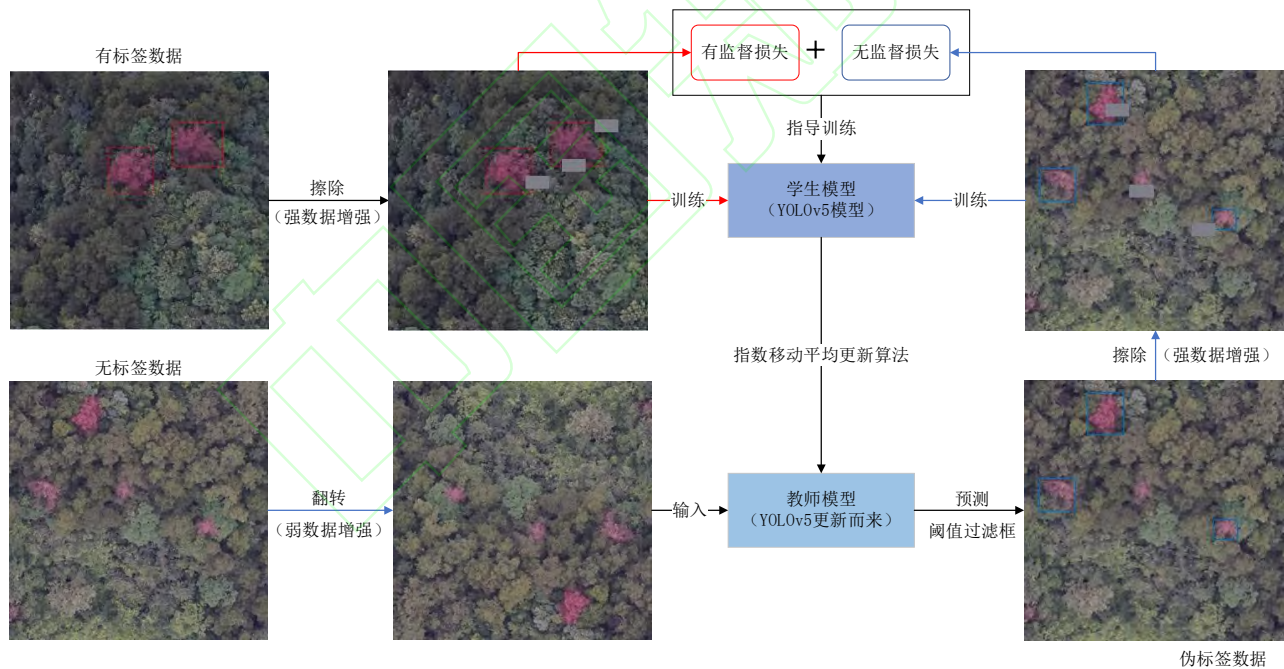 有标签数据
有监督损失
+
无监督损失
指导训练
擦除
(强数据增强)
训练
学生模型
(YOLOv5模型)
训练
指数移动平均更新算法
擦除 (强数据增强)
无标签数据
翻转
(弱数据增强)
输入
教师模型
(YOLOv5更新而来)
预测
阈值过滤框
伪标签数据